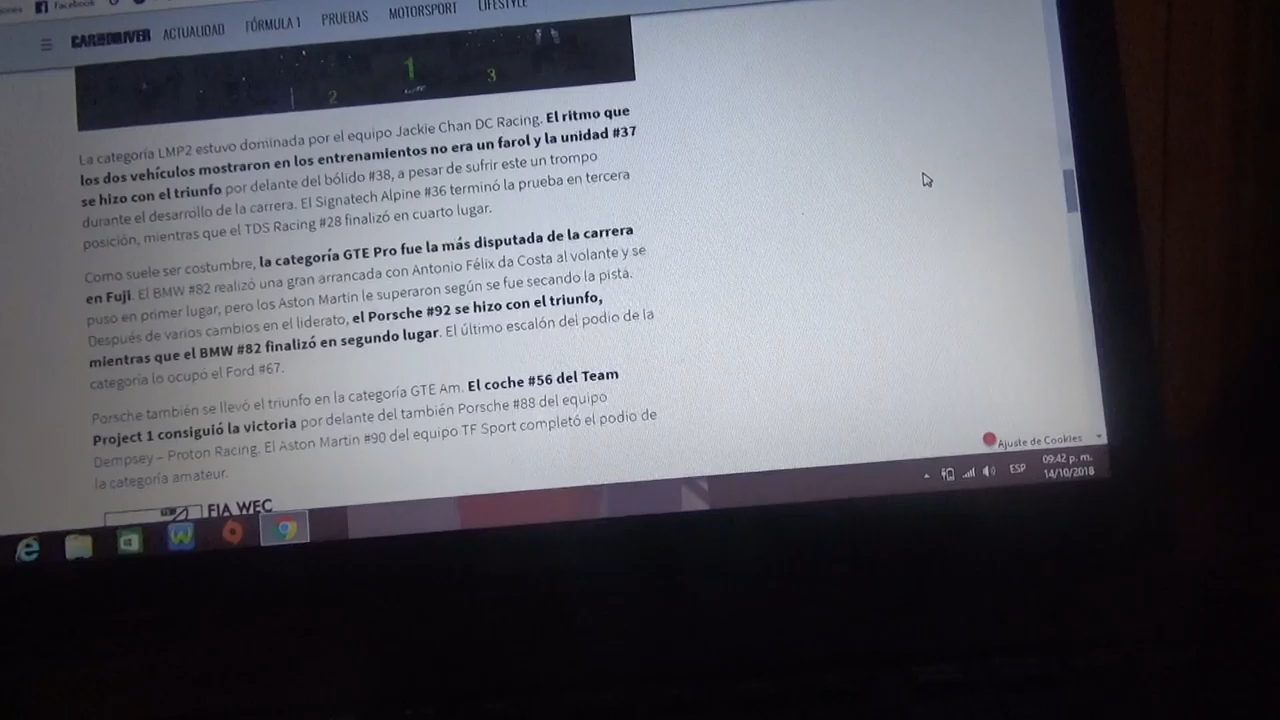 Facebook
CAR AND DRIVER ACTUALIDAD FÓRMULA 1 PRUEBAS MOTORSPORT LIFESTYLE
2 1 3
La categoría LMP2 estuvo dominada por el equipo Jackie Chan DC Racing. El ritmo que
los dos vehículos mostraron en los entrenamientos no era un farol y la unidad #37
se hizo con el triunfo por delante del bólido #38, a pesar de sufrir este un trompo
durante el desarrollo de la carrera. El Signatech Alpine #36 terminó la prueba en tercera
posición, mientras que el TDS Racing #28 finalizó en cuarto lugar.
Como suele ser costumbre, la categoría GTE Pro fue la más disputada de la carrera
en Fuji. El BMW #82 realizó una gran arrancada con Antonio Félix da Costa al volante y se
puso en primer lugar, pero los Aston Martin le superaron según se fue secando la pista.
Después de varios cambios en el liderato, el Porsche #92 se hizo con el triunfo,
mientras que el BMW #82 finalizó en segundo lugar. El último escalón del podio de la
categoría lo ocupó el Ford #67.
Porsche también se llevó el triunfo en la categoría GTE Am. El coche #56 del Team
Project 1 consiguió la victoria por delante del también Porsche #88 del equipo
Dempsey – Proton Racing. El Aston Martin #90 del equipo TF Sport completó el podio de
la categoría amateur.
FIA WEC
Ajuste de Cookies
ESP
09:42 p. m.
14/10/2018